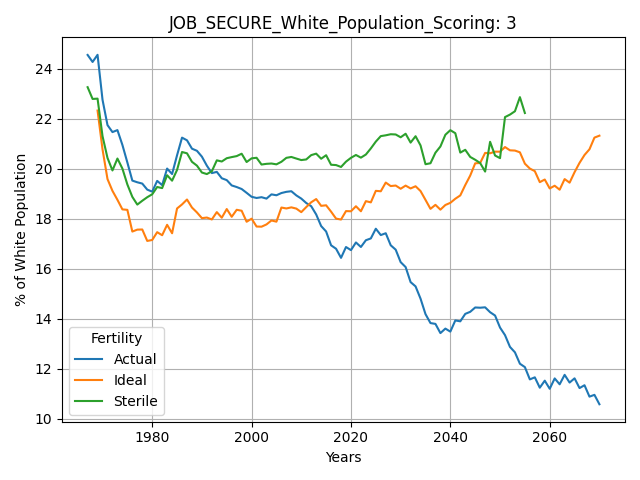 JOB_SECURE_White_Population_Scoring: 3
% of White Population
24
22
20
18
16
14
12
10
Fertility
Actual
Ideal
Sterile
1980
2000
2020
2040
2060
Years